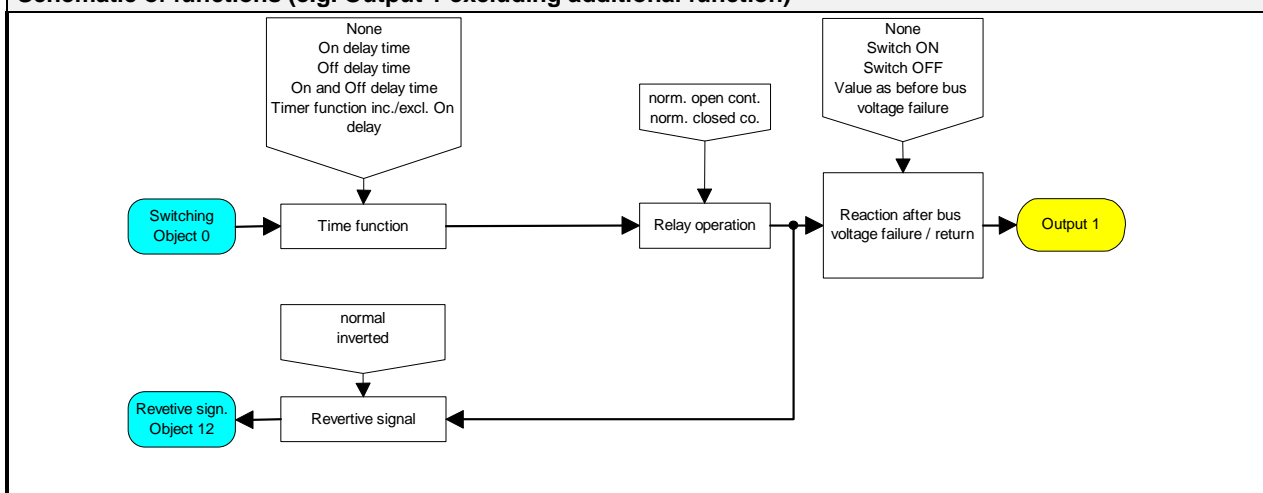 Schematic of functions (e.g. Output 1 excluding additional function)
None
On delay time
Off delay time
On and Off delay time
Timer function inc./excl. On
delay
norm. open cont.
norm. closed co.
None
Switch ON
Switch OFF
Value as before bus
voltage failure
Switching
Object 0
Time function
Relay operation
Reaction after bus
voltage failure / return
Output 1
normal
inverted
Revetive sign.
Object 12
Revertive signal